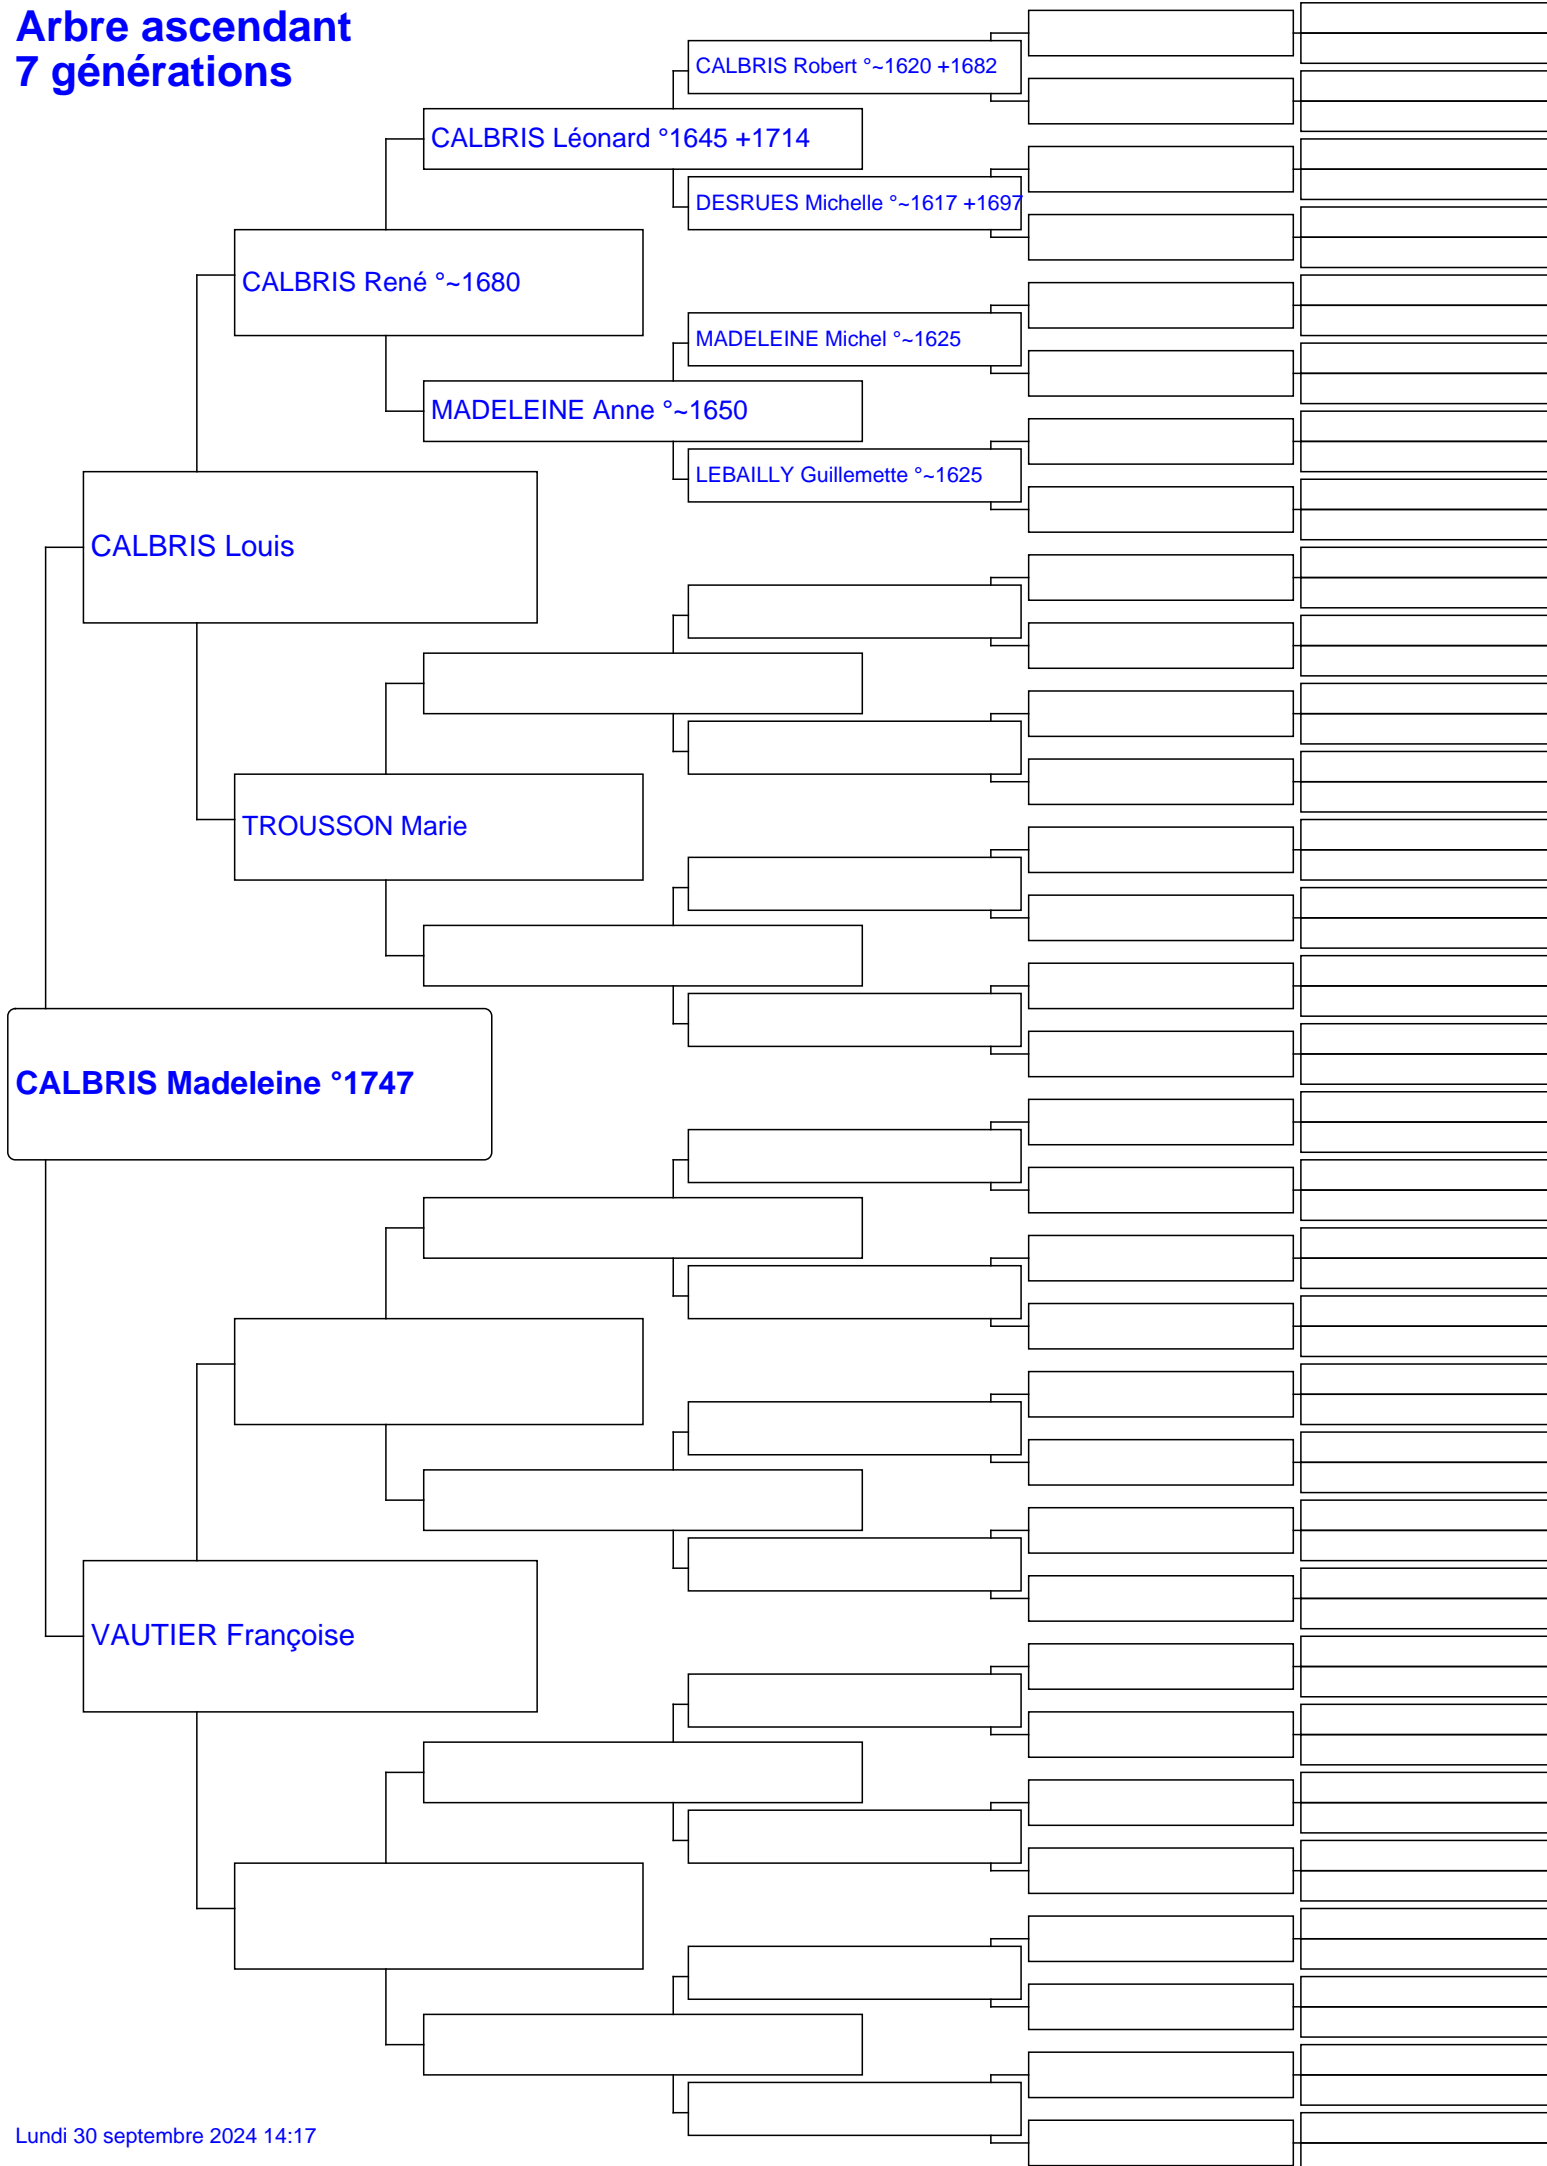 Arbre ascendant
7 générations
CALBRIS Robert °~1620 +1682
CALBRIS Léonard °1645 +1714
DESRUES Michelle °~1617 +1697
CALBRIS René °~1680
MADELEINE Michel °~1625
MADELEINE Anne °~1650
LEBAILLY Guillemette °~1625
CALBRIS Louis
TROUSSON Marie
CALBRIS Madeleine °1747
VAUTIER Françoise
Lundi 30 septembre 2024 14:17